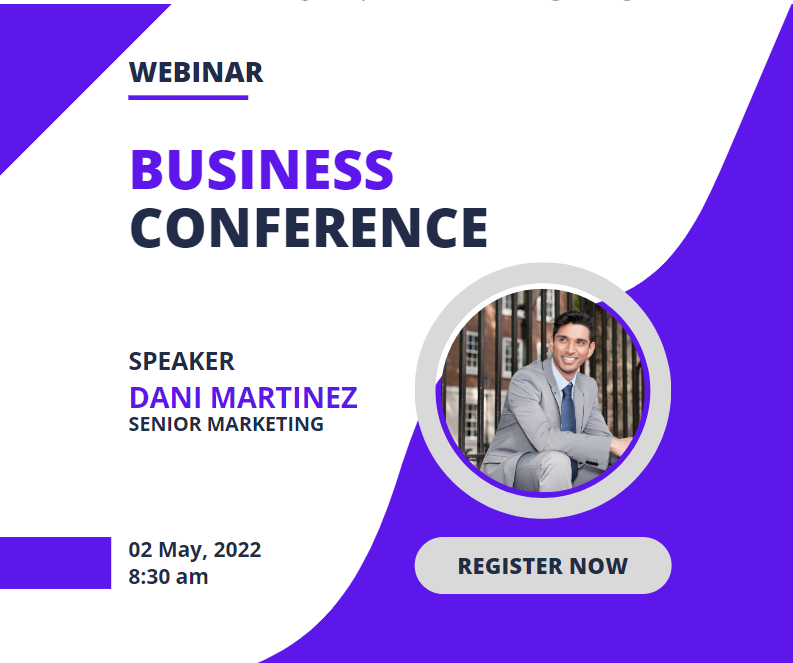 WEBINAR
BUSINESS
CONFERENCE
SPEAKER
DANI MARTINEZ
SENIOR MARKETING
02 May, 2022
8:30 am
REGISTER NOW